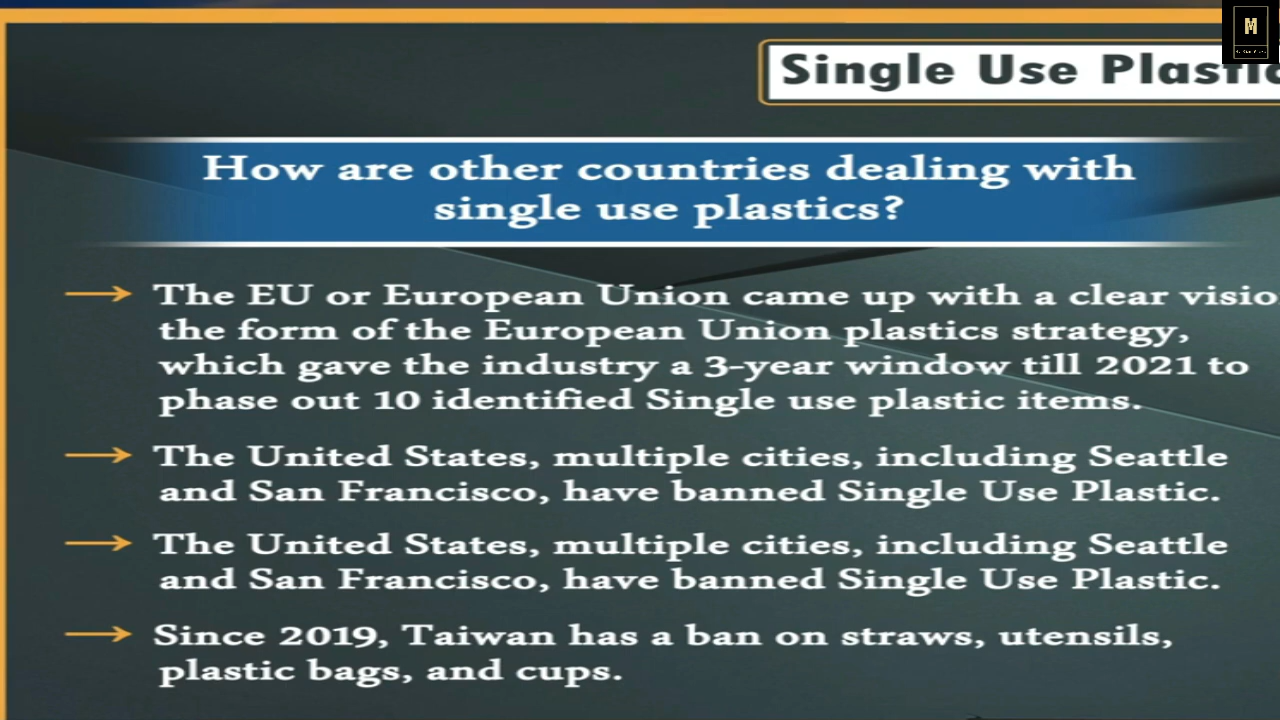 M
Single Use Plastic
How are other countries dealing with
single use plastics?
The EU or European Union came up with a clear visio
the form of the European Union plastics strategy,
which gave the industry a 3-year window till 2021 to
phase out 10 identified Single use plastic items.
The United States, multiple cities, including Seattle
and San Francisco, have banned Single Use Plastic.
The United States, multiple cities, including Seattle
and San Francisco, have banned Single Use Plastic.
Since 2019, Taiwan has a ban on straws, utensils,
plastic bags, and cups.